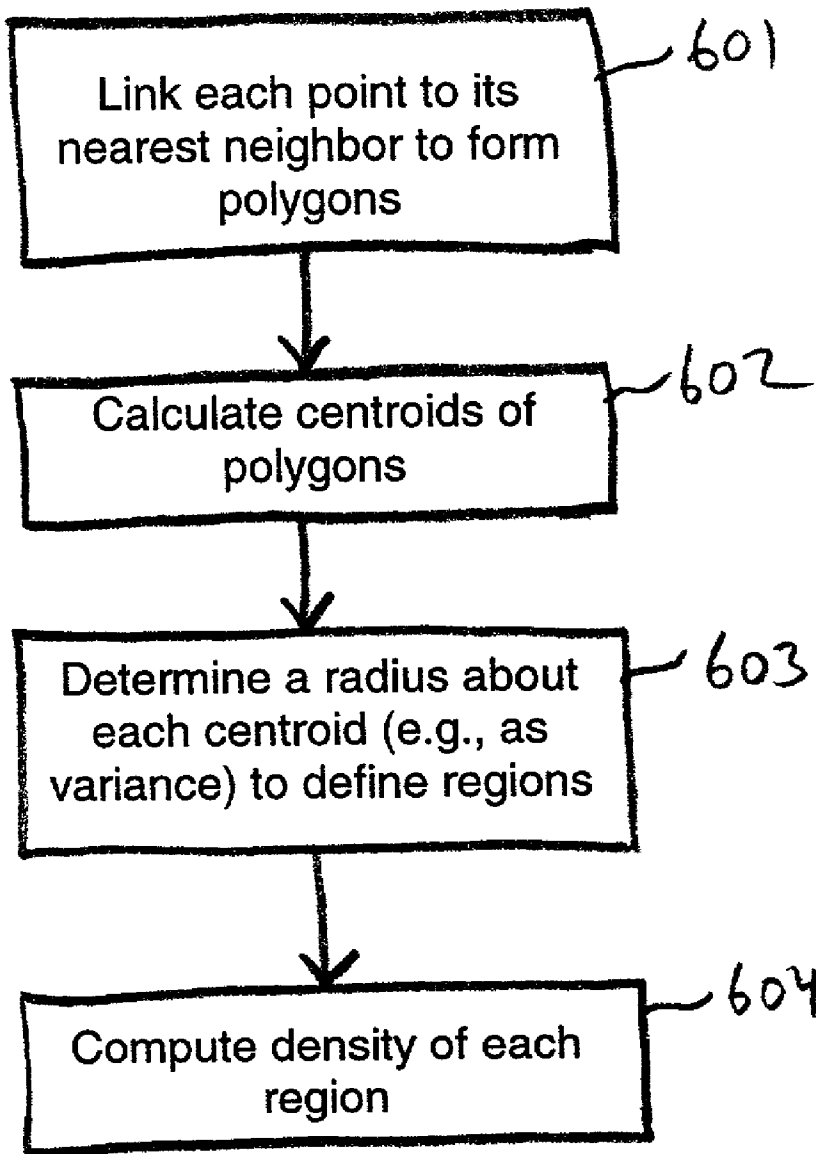 601
Link each point to its
nearest neighbor to form
polygons
602
Calculate centroids of
polygons
603
Determine a radius about
each centroid (e.g., as
variance) to define regions
604
Compute density of each
region